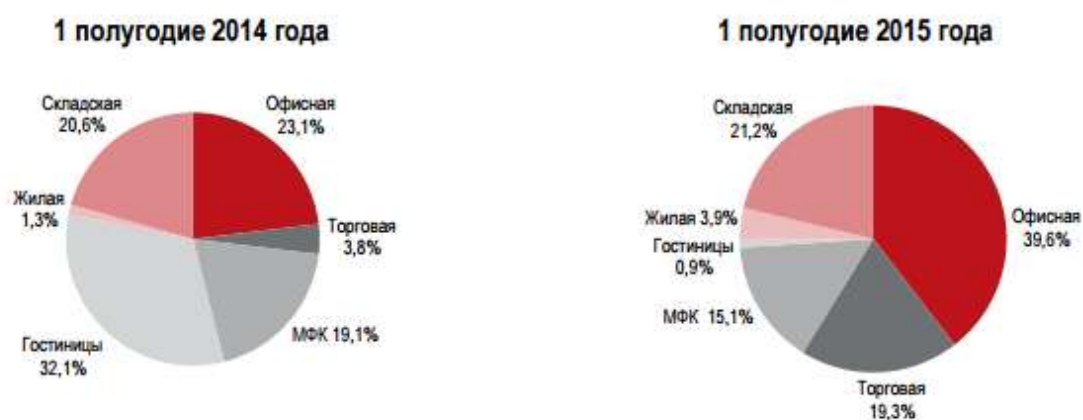 1 полугодие 2014 года
Складская
20,6%
Офисная
23,1%
Жилая
1,3%
Торговая
3,8%
МФК 19,1%
Гостиницы
32,1%
1 полугодие 2015 года
Складская
21,2%
Жилая 3,9%
Офисная
39,6%
Гостиницы
0,9%
МФК 15,1%
Торговая
19,3%